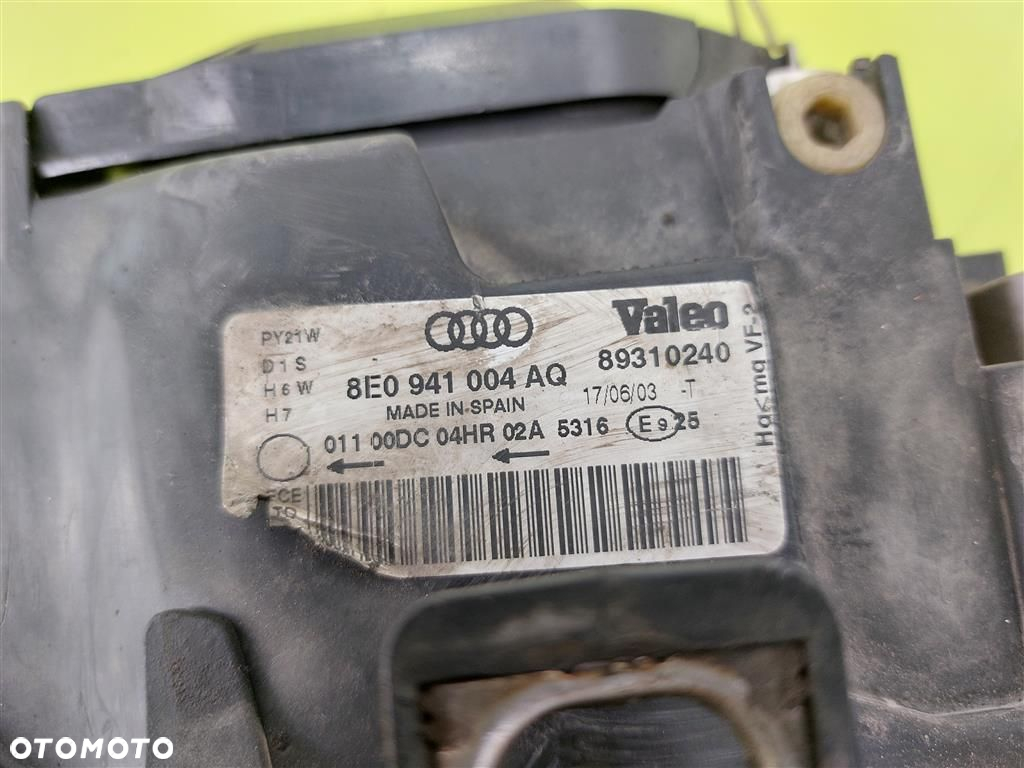 PY21W
D1S
H6W
H7
8E0 941 004 AQ
MADE IN SPAIN
Valeo
89310240
17/06/03 -T
011 00DC 04HR 02A 5316 E9 25
TO
OTOMOTO